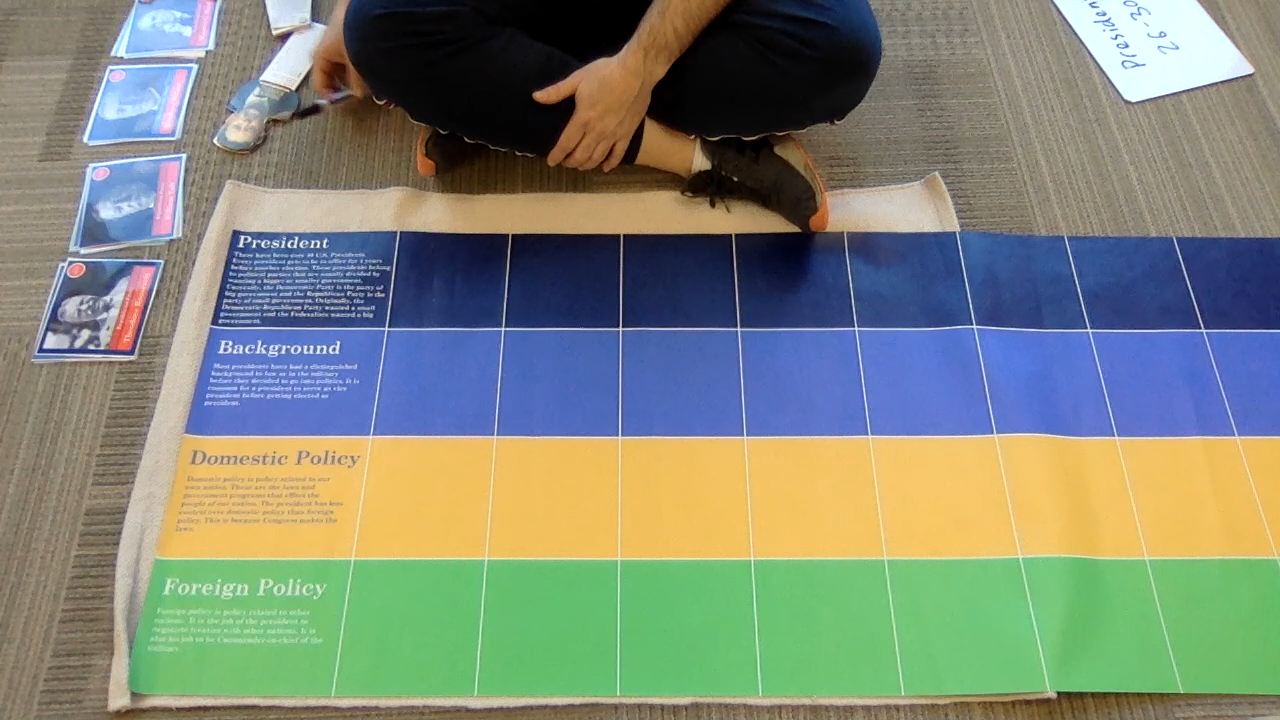 Presiden
26-30
President
There have been over 40 U.S. Presidents.
Every president gets to be in office for 4 years
before another election. These presidents belong
to political parties that are usually divided by
wanting a bigger or smaller government.
Currently, the Democratic Party is the party of
big government and the Republican Party is the
party of small government. Originally, the
Democratic-Republican Party wanted a small
government and the Federalists wanted a big
government.
Background
Most presidents have had a distinguished
background in law or in the military
before they decided to go into politics. It is
common for a president to serve as vice
president before getting elected as
president.
Domestic Policy
Domestic policy is policy related to our
own nation. These are the laws and
government programs that effect the
people of our nation. The president has less
control over domestic policy than foreign
policy. This is because Congress makes the
laws.
Foreign Policy
Foreign policy is policy related to other
nations. It is the job of the president to
negotiate treaties with other nations. It is
also his job to be Commander-in-chief of the
military.